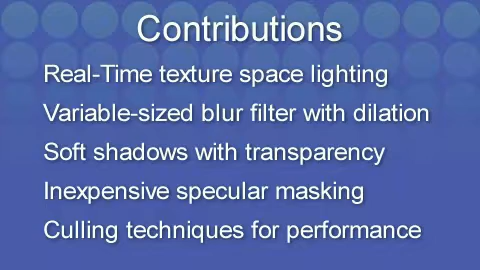 Contributions
Real-Time texture space lighting
Variable-sized blur filter with dilation
Soft shadows with transparency
Inexpensive specular masking
Culling techniques for performance